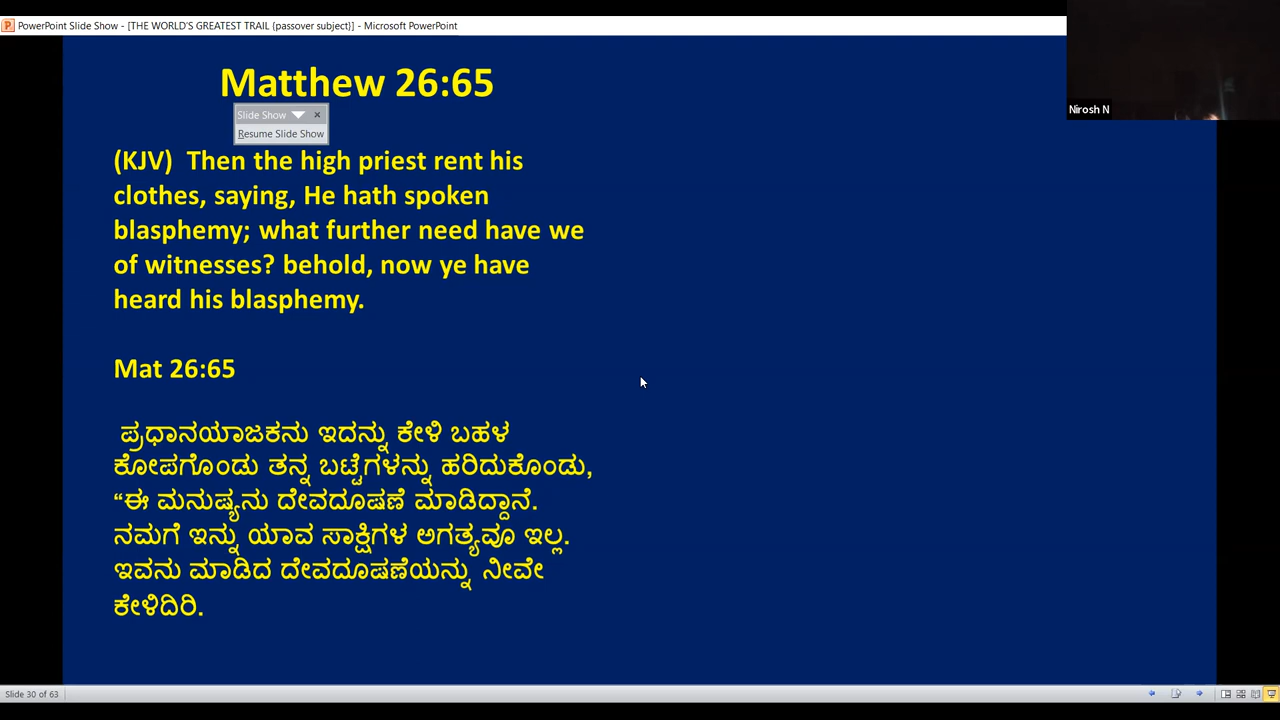 PowerPoint Slide Show - [THE WORLD'S GREATEST TRAIL (passover subject}] - Microsoft PowerPoint
Nirosh N
Matthew 26:65
Slide Show
Resume Slide Show
(KJV) Then the high priest rent his
clothes, saying, He hath spoken
blasphemy; what further need have we
of witnesses? behold, now ye have
heard his blasphemy.
Mat 26:65
ಪ್ರಧಾನಯಾಜಕನು ಇದನ್ನು ಕೇಳಿ ಬಹಳ
ಕೋಪಗೊಂಡು ತನ್ನ ಬಟ್ಟೆಗಳನ್ನು ಹರಿದುಕೊಂಡು,
“ಈ ಮನುಷ್ಯನು ದೇವದೂಷಣೆ ಮಾಡಿದ್ದಾನೆ.
ನಮಗೆ ಇನ್ನು ಯಾವ ಸಾಕ್ಷಿಗಳ ಅಗತ್ಯವೂ ಇಲ್ಲ.
ಇವನು ಮಾಡಿದ ದೇವದೂಷಣೆಯನ್ನು ನೀವೇ
ಕೇಳಿದಿರಿ.
Slide 30 of 63